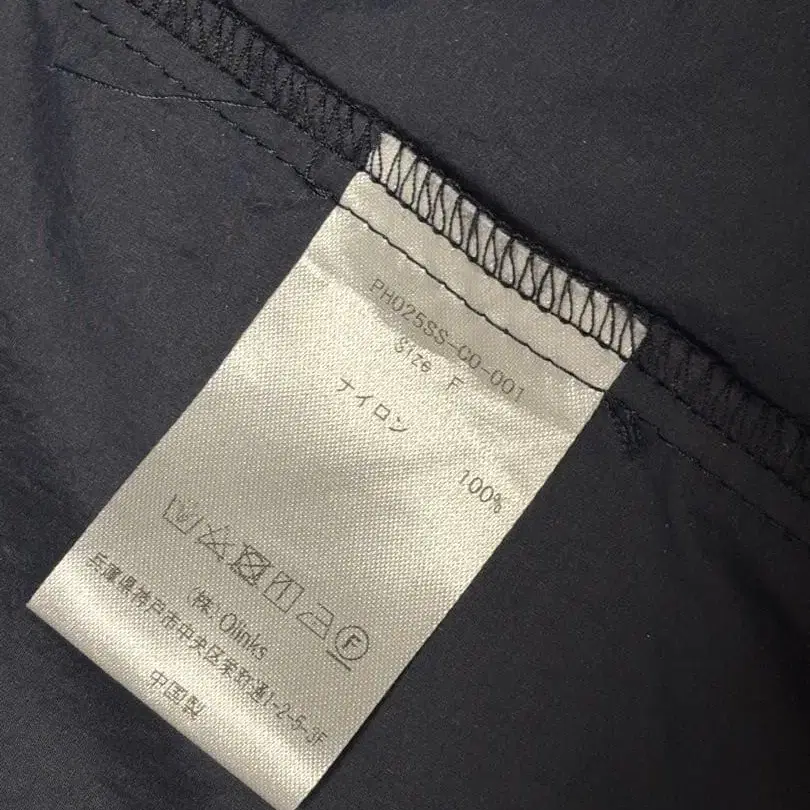 PH025SS-CO-001
Size F
ナイロン 100%
F
(株) Olinks
兵庫県神戸市中央区栄町通1-2-5-3F
中国製